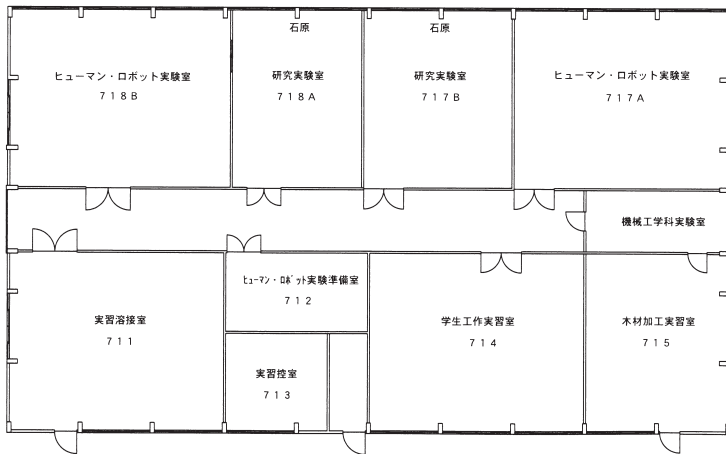 石原
石原
ヒューマン・ロボット実験室
718B
研究実験室
718A
研究実験室
717B
ヒューマン・ロボット実験室
717A
機械工学科実験室
実習溶接室
711
ヒューマン・ロボット実験準備室
712
実習控室
713
学生工作実習室
714
木材加工実習室
715